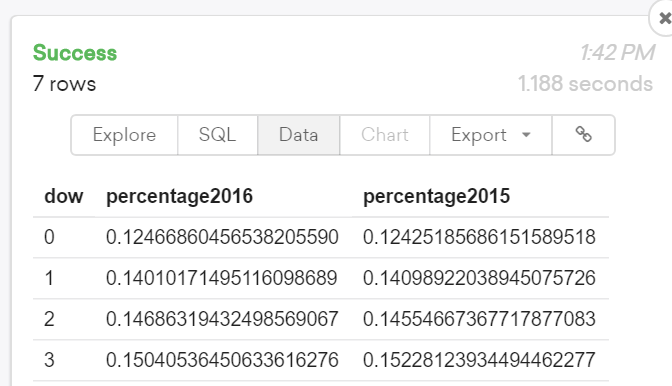 Success 1:42 PM
7 rows 1.188 seconds
Explore SQL Data Chart Export
dow percentage2016 percentage2015
0 0.12466860456538205590 0.12425185686151589518
1 0.14010171495116098689 0.14098922038945075726
2 0.14686319432498569067 0.14554667367717877083
3 0.15040536450633616276 0.15228123934494462277